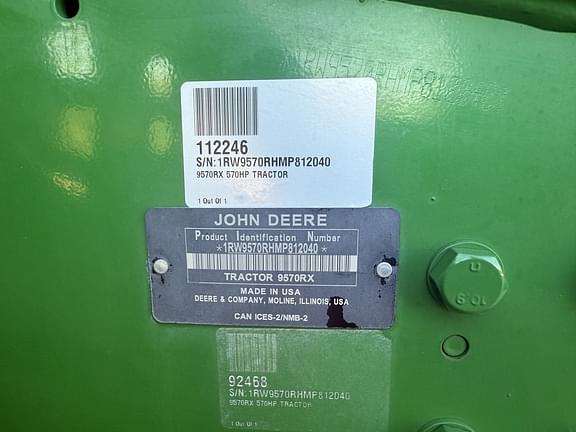 112246
S/N:1RW9570RHMP812040
9570RX 570HP TRACTOR
1 Out Of 1
JOHN DEERE
Product Identification Number
*1RW9570RHMP812040*
TRACTOR 9570RX
MADE IN USA
DEERE & COMPANY, MOLINE, ILLINOIS, USA
CAN ICES-2/NMB-2
92468
S/N:1RW9570RHMP812040
9570RX 570HP TRACTOR
1 Out Of 1
10.9